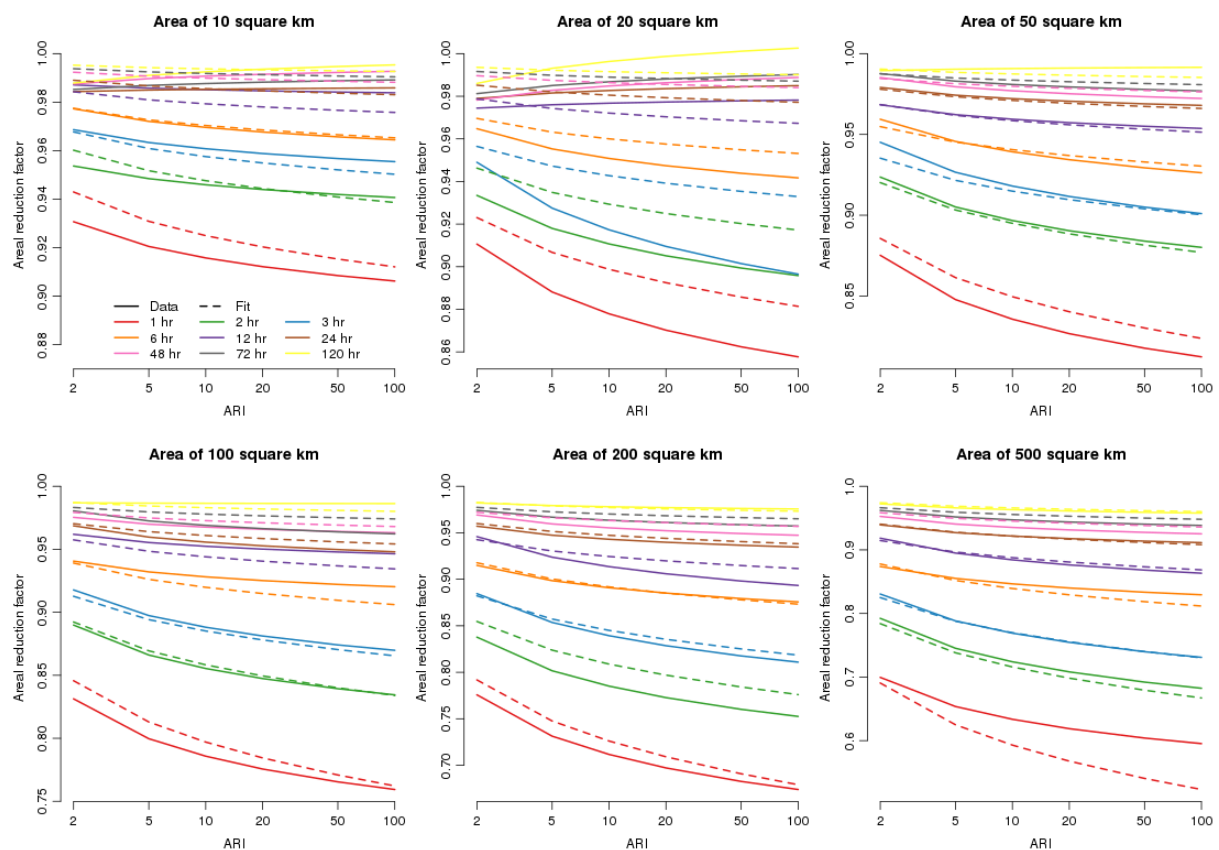 Area of 10 square km
Areal reduction factor
1.00
0.98
0.96
0.94
0.92
0.90
0.88
Data
Fit
1 hr
2 hr
3 hr
6 hr
12 hr
24 hr
48 hr
72 hr
120 hr
2
5
10
20
50
100
ARI
Area of 20 square km
Areal reduction factor
1.00
0.98
0.96
0.94
0.92
0.90
0.88
0.86
2
5
10
20
50
100
ARI
Area of 50 square km
Areal reduction factor
1.00
0.95
0.90
0.85
2
5
10
20
50
100
ARI
Area of 100 square km
Areal reduction factor
1.00
0.95
0.90
0.85
0.80
0.75
2
5
10
20
50
100
ARI
Area of 200 square km
Areal reduction factor
1.00
0.95
0.90
0.85
0.80
0.75
0.70
2
5
10
20
50
100
ARI
Area of 500 square km
Areal reduction factor
1.0
0.9
0.8
0.7
0.6
2
5
10
20
50
100
ARI